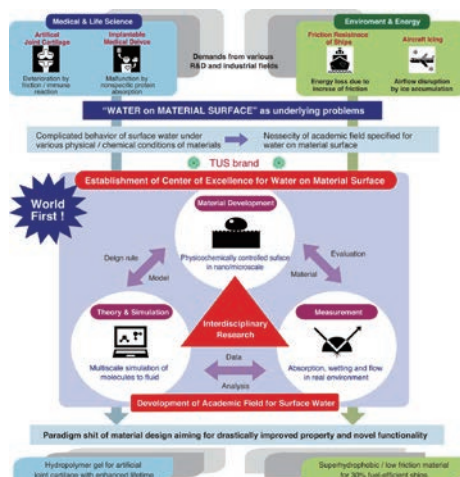 Medical & Life Science
Enviroment & Energy
Artificial
Joint Cartilage
Implantable
Medical Deivce
Deterioration by
friction / immune
reaction
Malfunction by
nonspecific protein
absorption
Demands from various
R&D and industrial fields
Friction Resistnace
of Ships
Aircraft Icing
Energy loss due to
increase of friction
Airflow disruption
by ice accumulation
"WATER on MATERIAL SURFACE" as underlying problems
Complicated behavior of surface water under
various physical / chemical conditions of materials
Nessecity of academic field specified for
water on material surface
TUS brand
Establishment of Center of Excellence for Water on Material Surface
World
First !
Material Development
Physicochemically controlled suface
in nano/microscale
Deign rule
Model
Evaluation
Material
Theory & Simulation
Multiscale simulation of
molecules to fluid
Interdisciplinary
Research
Measurement
Absorption, wetting and flow
in real environment
Data
Analysis
Development of Academic Field for Surface Water
Paradigm shit of material design aiming for drastically improved property and novel functionality
Hydropolymer gel for artificial
joint cartilage with enhanced lifetime
Superhydrophobic / low friction material
for 30% fuel-efficient ships